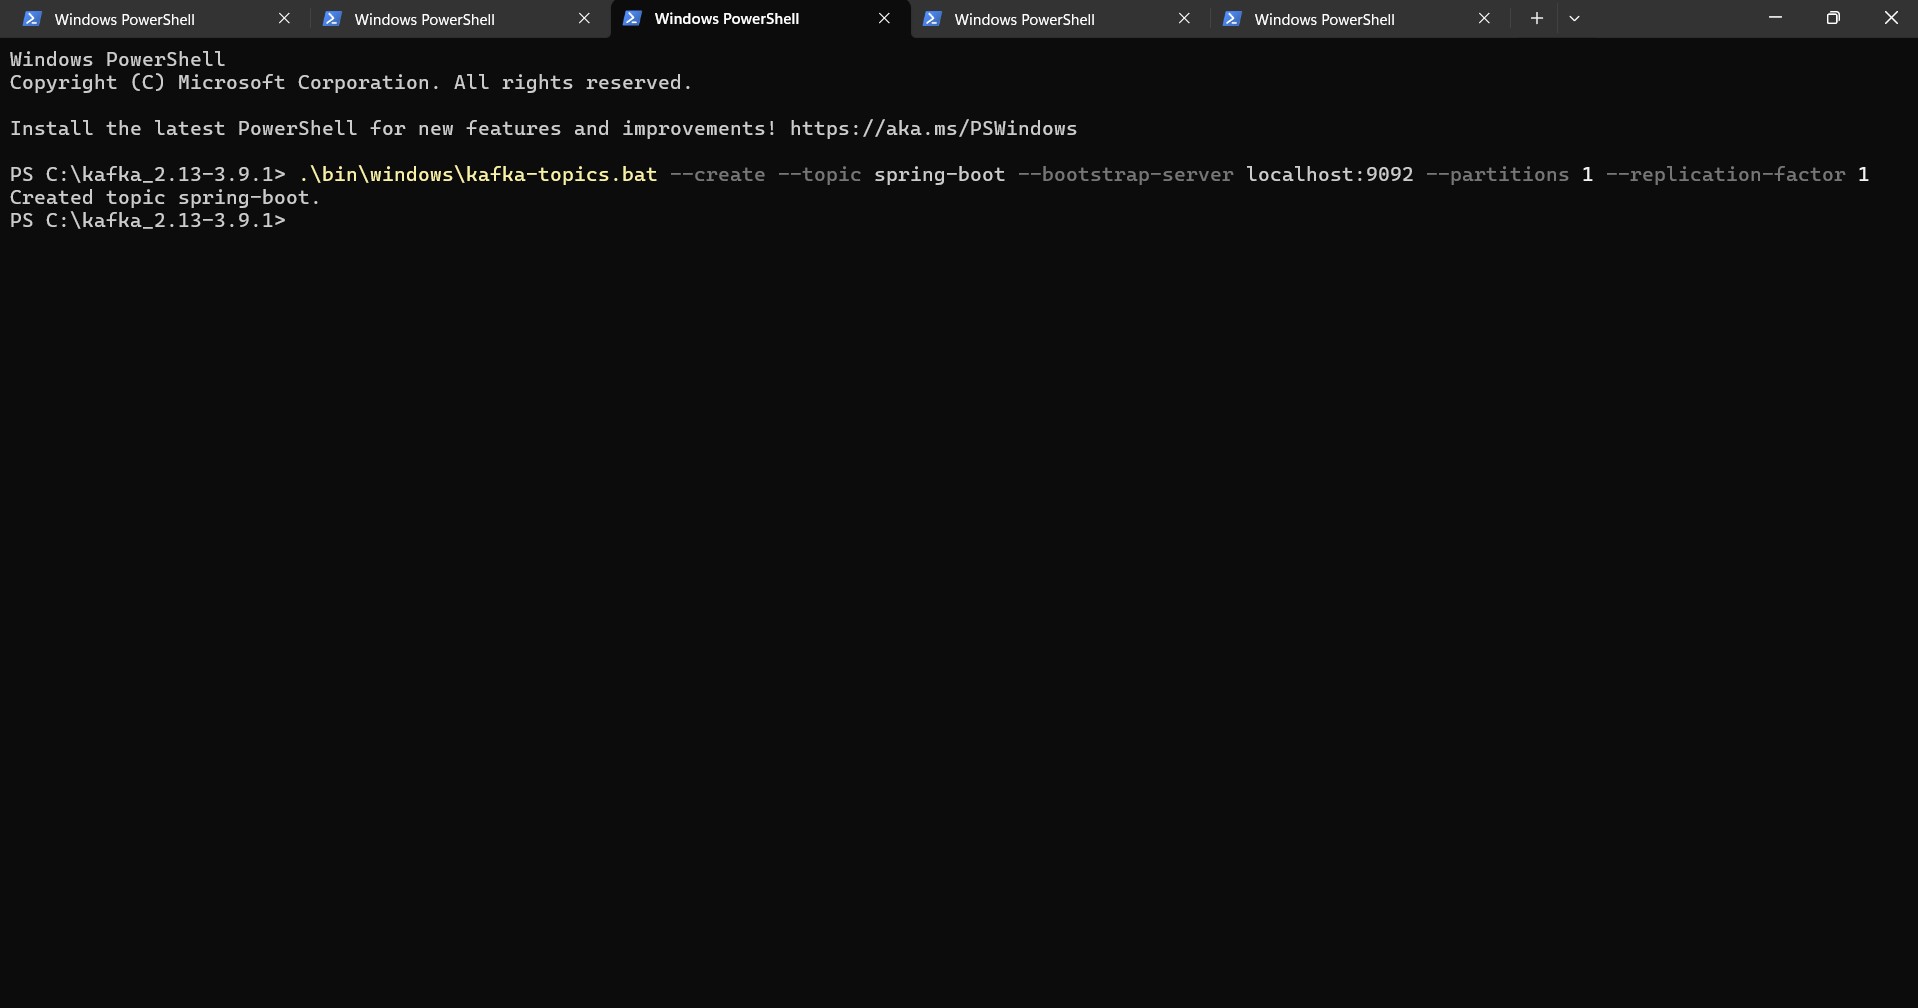 Windows PowerShell
Windows PowerShell
Windows PowerShell
Windows PowerShell
Windows PowerShell
Windows PowerShell
Copyright (C) Microsoft Corporation. All rights reserved.
Install the latest PowerShell for new features and improvements! https://aka.ms/PSWindows
PS C:\kafka_2.13-3.9.1> .\bin\windows\kafka-topics.bat --create --topic spring-boot --bootstrap-server localhost:9092 --partitions 1 --replication-factor 1
Created topic spring-boot.
PS C:\kafka_2.13-3.9.1>